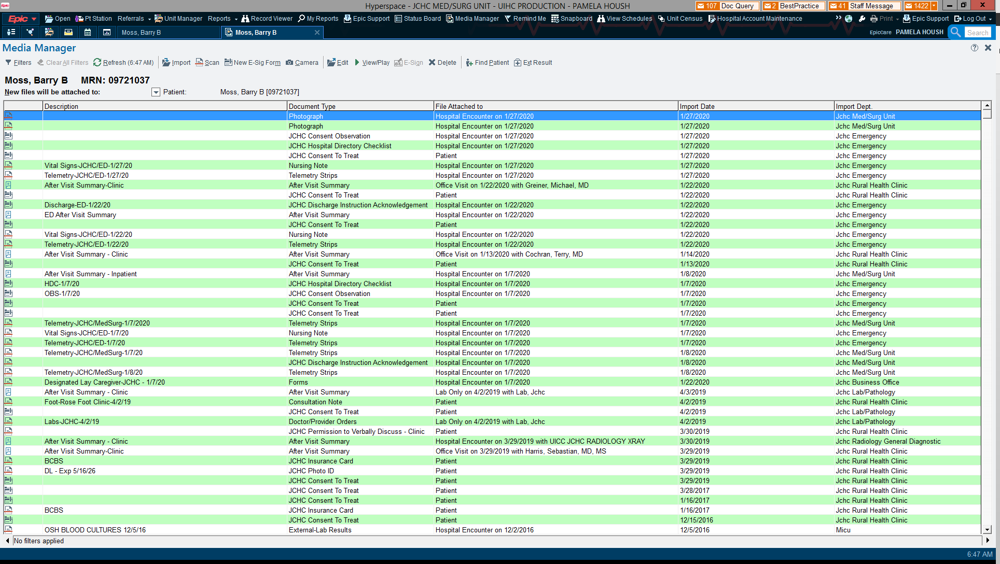 Epic Hyperspace - JCHC MED/SURG UNIT - UIHC PRODUCTION - PAMELA HOUSH 107 Doc Query 2 BestPractice 41 Staff Message 1422
Epic Open Pt Station Referrals Unit Manager Reports Record Viewer My Reports Epic Support Status Board Media Manager Remind Me Snapboard View Schedules Unit Census Hospital Account Maintenance Print Epic Support Log Out
Moss, Barry B Moss, Barry B EpicCare PAMELA HOUSH Search
Media Manager
Filters Clear All Filters Refresh (6:47 AM) Import Scan New E-Sig Form Camera Edit View/Play E-Sign Delete Find Patient Ext Result
Moss, Barry B MRN: 09721037
New files will be attached to: Patient: Moss, Barry B [09721037]
Description Document Type File Attached to Import Date Import Dept.
Photograph Hospital Encounter on 1/27/2020 1/27/2020 Jchc Med/Surg Unit
Photograph Hospital Encounter on 1/27/2020 1/27/2020 Jchc Med/Surg Unit
JCHC Consent Observation Hospital Encounter on 1/27/2020 1/27/2020 Jchc Emergency
JCHC Hospital Directory Checklist Hospital Encounter on 1/27/2020 1/27/2020 Jchc Emergency
JCHC Consent To Treat Patient 1/27/2020 Jchc Emergency
Vital Signs-JCHC/ED-1/27/20 Nursing Note Hospital Encounter on 1/27/2020 1/27/2020 Jchc Emergency
Telemetry-JCHC/ED-1/27/20 Telemetry Strips Hospital Encounter on 1/27/2020 1/27/2020 Jchc Emergency
After Visit Summary-Clinic After Visit Summary Office Visit on 1/22/2020 with Greiner, Michael, MD 1/22/2020 Jchc Rural Health Clinic
JCHC Consent To Treat Patient 1/22/2020 Jchc Rural Health Clinic
Discharge-ED-1/22/20 JCHC Discharge Instruction Acknowledgement Hospital Encounter on 1/22/2020 1/22/2020 Jchc Emergency
ED After Visit Summary After Visit Summary Hospital Encounter on 1/22/2020 1/22/2020 Jchc Emergency
JCHC Consent To Treat Patient 1/22/2020 Jchc Emergency
Vital Signs-JCHC/ED-1/22/20 Nursing Note Hospital Encounter on 1/22/2020 1/22/2020 Jchc Emergency
Telemetry-JCHC/ED-1/22/20 Telemetry Strips Hospital Encounter on 1/22/2020 1/22/2020 Jchc Emergency
After Visit Summary - Clinic After Visit Summary Office Visit on 1/13/2020 with Cochran, Terry, MD 1/14/2020 Jchc Rural Health Clinic
JCHC Consent To Treat Patient 1/13/2020 Jchc Rural Health Clinic
After Visit Summary - Inpatient After Visit Summary Hospital Encounter on 1/7/2020 1/8/2020 Jchc Med/Surg Unit
HDC-1/7/20 JCHC Hospital Directory Checklist Hospital Encounter on 1/7/2020 1/7/2020 Jchc Emergency
OBS-1/7/20 JCHC Consent Observation Hospital Encounter on 1/7/2020 1/7/2020 Jchc Emergency
JCHC Consent To Treat Patient 1/7/2020 Jchc Emergency
JCHC Consent To Treat Patient 1/7/2020 Jchc Emergency
Telemetry-JCHC/MedSurg-1/7/2020 Telemetry Strips Hospital Encounter on 1/7/2020 1/7/2020 Jchc Med/Surg Unit
Vital Signs-JCHC/ED-1/7/20 Nursing Note Hospital Encounter on 1/7/2020 1/7/2020 Jchc Emergency
Telemetry-JCHC/ED-1/7/20 Telemetry Strips Hospital Encounter on 1/7/2020 1/7/2020 Jchc Emergency
Telemetry-JCHC/MedSurg-1/7/20 Telemetry Strips Hospital Encounter on 1/7/2020 1/8/2020 Jchc Med/Surg Unit
JCHC Discharge Instruction Acknowledgement Hospital Encounter on 1/7/2020 1/8/2020 Jchc Med/Surg Unit
Telemetry-JCHC/MedSurg-1/8/20 Telemetry Strips Hospital Encounter on 1/7/2020 1/8/2020 Jchc Med/Surg Unit
Designated Lay Caregiver-JCHC - 1/7/20 Forms Hospital Encounter on 1/7/2020 1/22/2020 Jchc Business Office
After Visit Summary - Clinic After Visit Summary Lab Only on 4/2/2019 with Lab, Jchc 4/3/2019 Jchc Lab/Pathology
Foot-Rose Foot Clinic-4/2/19 Consultation Note Patient 4/2/2019 Jchc Rural Health Clinic
JCHC Consent To Treat Patient 4/2/2019 Jchc Lab/Pathology
Labs-JCHC-4/2/19 Doctor/Provider Orders Lab Only on 4/2/2019 with Lab, Jchc 4/2/2019 Jchc Lab/Pathology
JCHC Permission to Verbally Discuss - Clinic Patient 3/30/2019 Jchc Rural Health Clinic
After Visit Summary - Clinic After Visit Summary Hospital Encounter on 3/29/2019 with UICC JCHC RADIOLOGY XRAY 3/30/2019 Jchc Radiology General Diagnostic
After Visit Summary-Clinic After Visit Summary Office Visit on 3/29/2019 with Harris, Sebastian, MD, MS 3/29/2019 Jchc Rural Health Clinic
BCBS JCHC Insurance Card Patient 3/29/2019 Jchc Rural Health Clinic
DL - Exp 5/16/26 JCHC Photo ID Patient 3/29/2019 Jchc Rural Health Clinic
JCHC Consent To Treat Patient 3/29/2019 Jchc Rural Health Clinic
JCHC Consent To Treat Patient 3/28/2017 Jchc Rural Health Clinic
JCHC Consent To Treat Patient 1/16/2017 Jchc Rural Health Clinic
BCBS JCHC Insurance Card Patient 1/16/2017 Jchc Rural Health Clinic
JCHC Consent To Treat Patient 12/15/2016 Jchc Rural Health Clinic
OSH BLOOD CULTURES 12/5/16 External-Lab Results Hospital Encounter on 12/2/2016 12/5/2016 Micu
No filters applied
6:47 AM